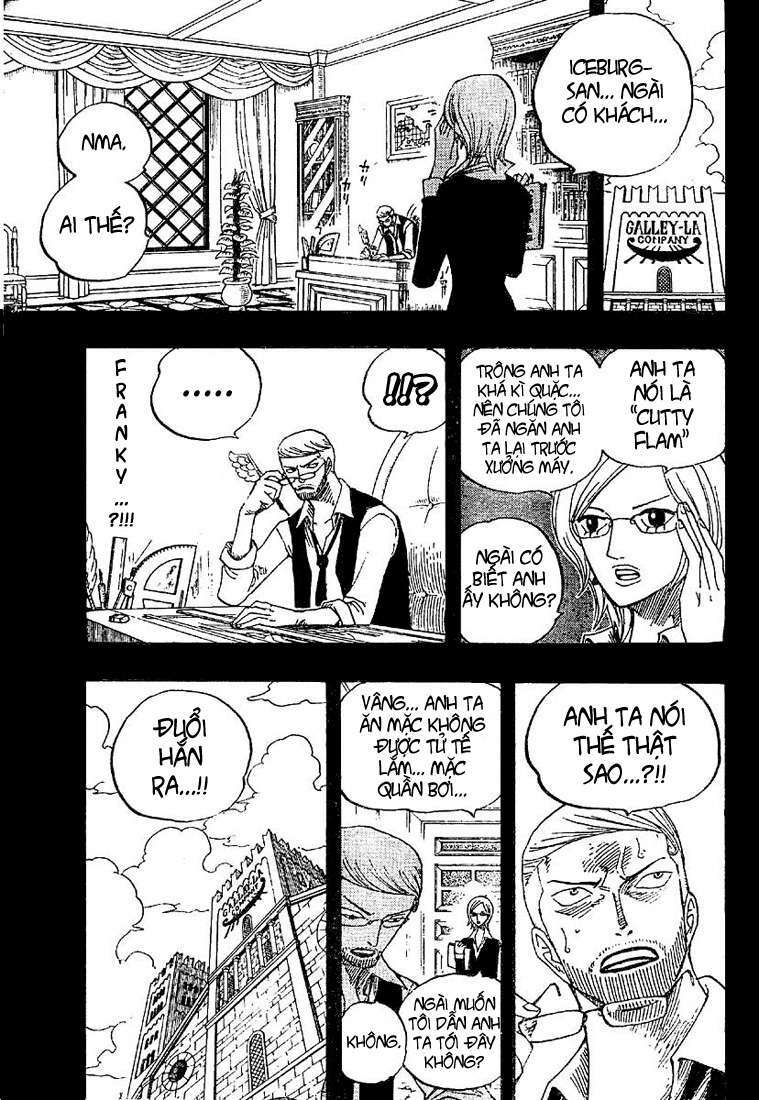 ICEBURG-
SAN... NGÀI
CÓ KHÁCH...
GALLEY-LA
COMPANY
NMA,
AI THẾ?
ANH TA
NÓI LÀ
"CUTTY
FLAM"
TRÔNG ANH TA
KHÁ KÌ QUẶC...
NÊN CHÚNG TÔI
ĐÃ NGĂN ANH
TA LẠI TRƯỚC
XƯỞNG MÁY.
NGÀI CÓ
BIẾT ANH
ẤY KHÔNG?
!!?
.....
FRANKY...
?!!!
ANH TA NÓI
THẾ THẬT
SAO...?!!
VÂNG... ANH TA
ĂN MẶC KHÔNG
ĐƯỢC TỬ TẾ
LẮM... MẶC
QUẦN BƠI...
NGÀI MUỐN
TÔI DẪN ANH
TA TỚI ĐÂY
KHÔNG?
KHÔNG.
ĐUỔI
HẮN
RA...!!
GALLEY-LA